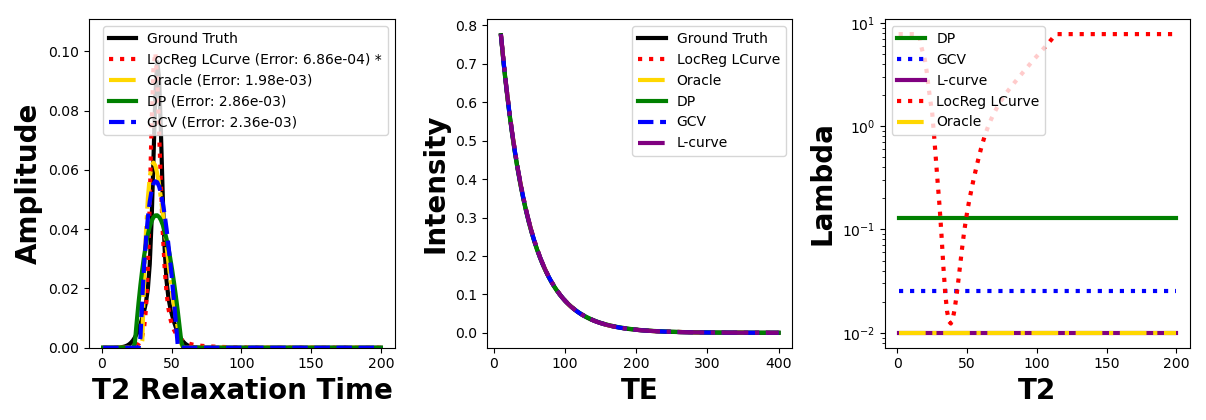 Amplitude
0.10
0.08
0.06
0.04
0.02
0.00
0 50 100 150 200
T2 Relaxation Time
Ground Truth
LocReg LCurve (Error: 6.86e-04) *
Oracle (Error: 1.98e-03)
DP (Error: 2.86e-03)
GCV (Error: 2.36e-03)
Intensity
0.8
0.7
0.6
0.5
0.4
0.3
0.2
0.1
0.0
0 100 200 300 400
TE
Ground Truth
LocReg LCurve
Oracle
DP
GCV
L-curve
Lambda
10¹
10⁰
10⁻¹
10⁻²
0 50 100 150 200
T2
DP
GCV
L-curve
LocReg LCurve
Oracle